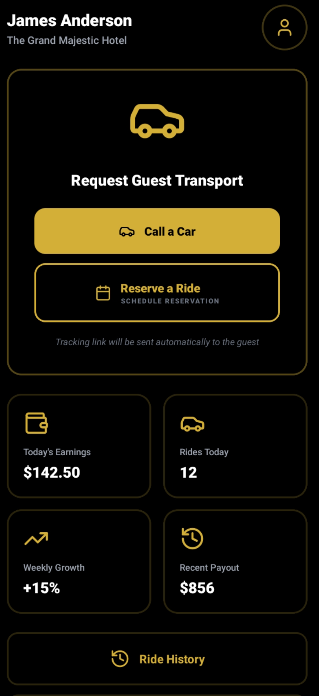 James Anderson
The Grand Majestic Hotel
Request Guest Transport
Call a Car
Reserve a Ride
SCHEDULE RESERVATION
Tracking link will be sent automatically to the guest
Today's Earnings
$142.50
Rides Today
12
Weekly Growth
+15%
Recent Payout
$856
Ride History